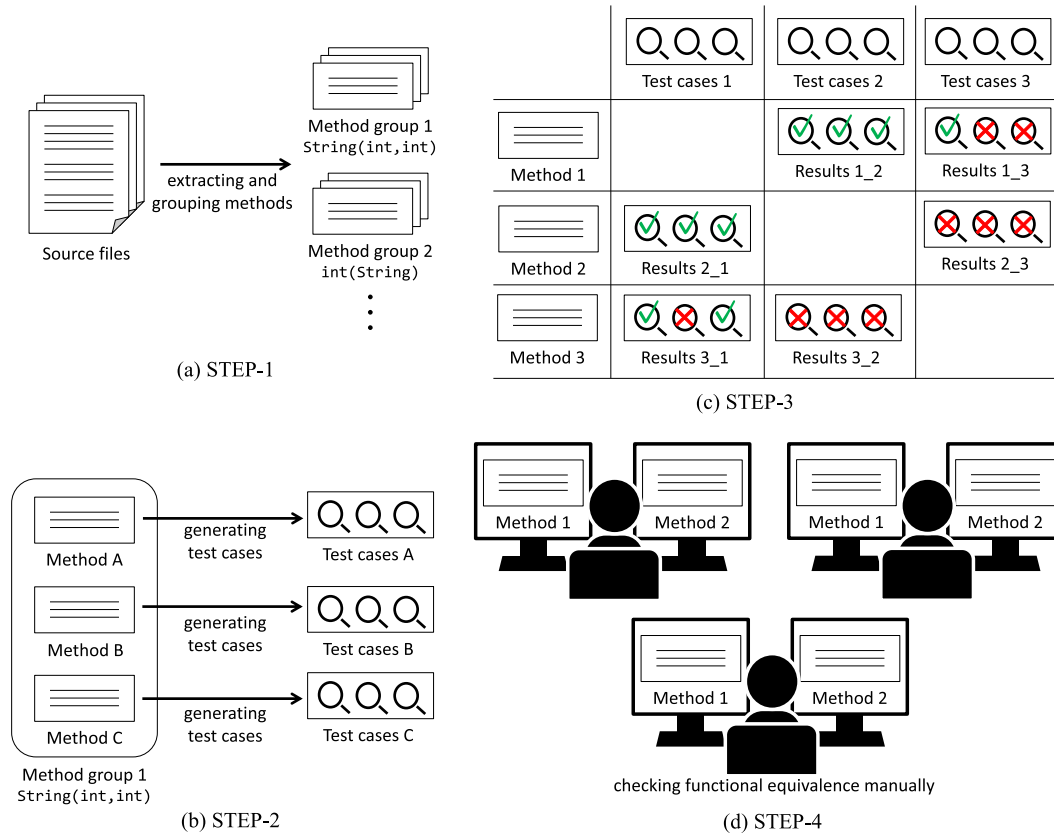 Source files
extracting and
grouping methods
Method group 1
String(int,int)
Method group 2
int(String)
(a) STEP-1
Test cases 1
Test cases 2
Test cases 3
Method 1
Results 1_2
Results 1_3
Method 2
Results 2_1
Results 2_3
Method 3
Results 3_1
Results 3_2
(c) STEP-3
Method A
generating
test cases
Test cases A
Method B
generating
test cases
Test cases B
Method C
generating
test cases
Test cases C
Method group 1
String(int,int)
(b) STEP-2
Method 1
Method 2
Method 1
Method 2
Method 1
Method 2
checking functional equivalence manually
(d) STEP-4